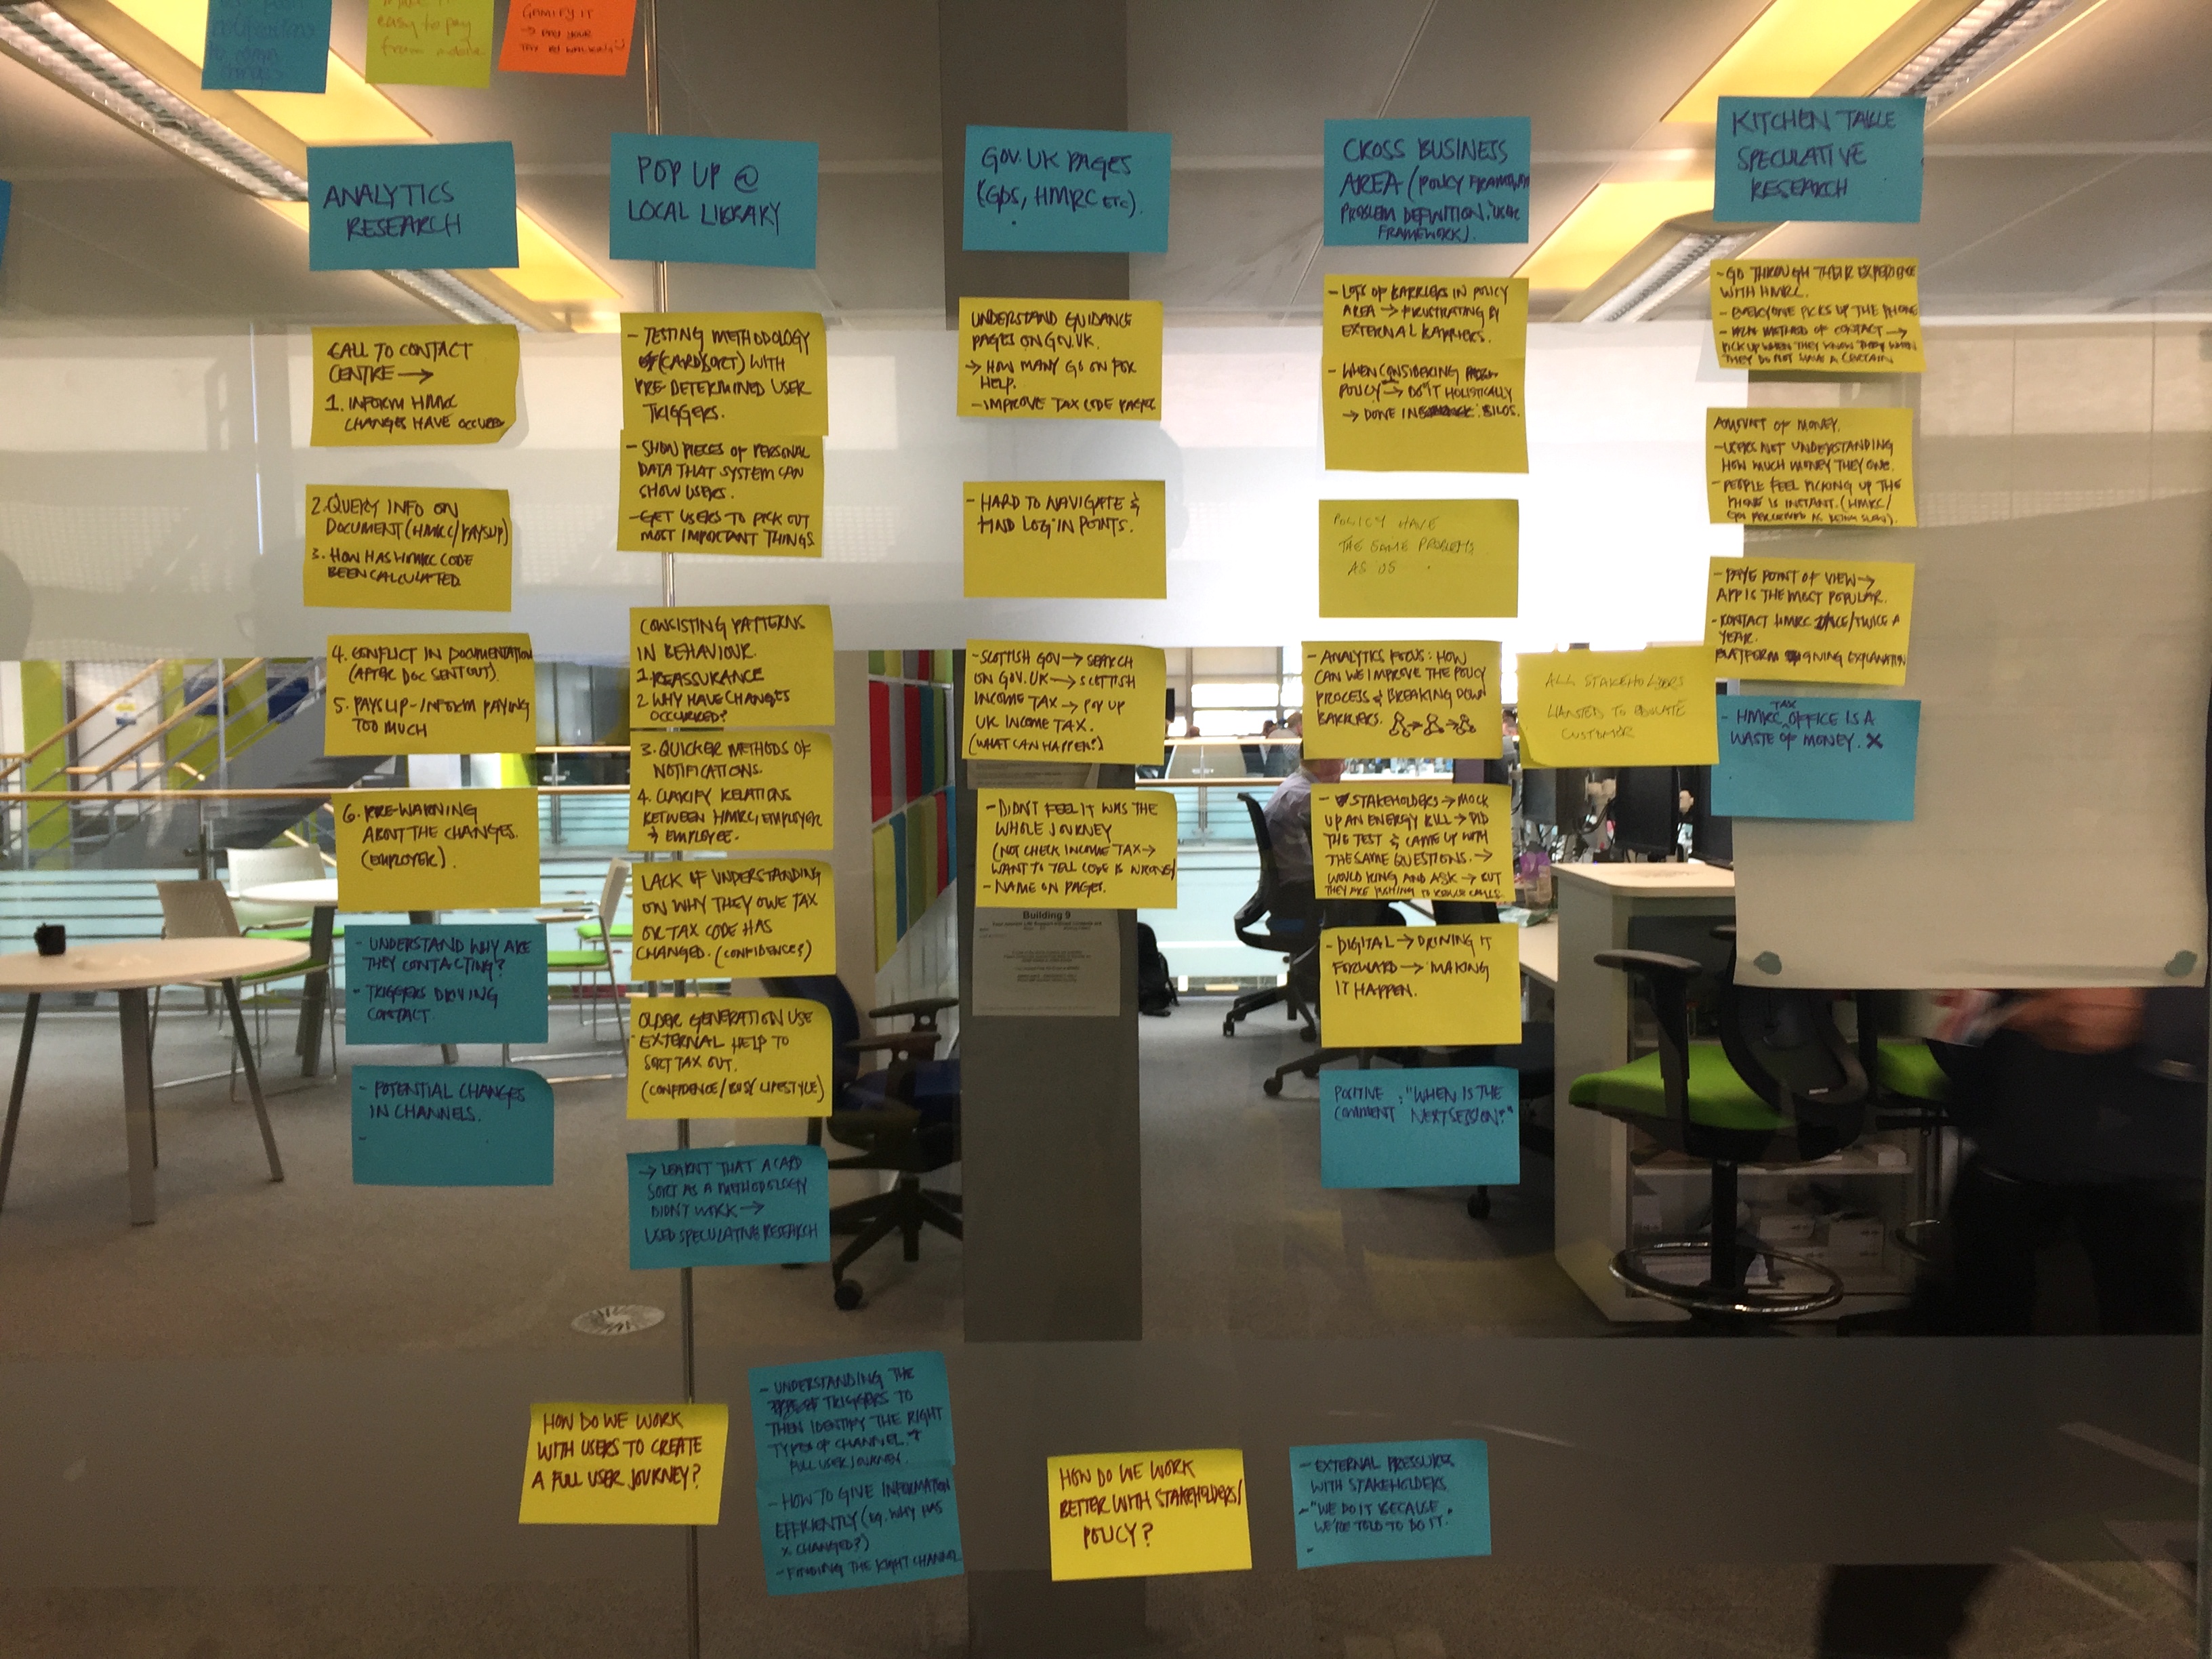 easy to pay
from mobile
GAMIFY IT
→ PAY YOUR
TAX BY WALKING
ANALYTICS
RESEARCH
CALL TO CONTACT
CENTRE →
1. INFORM HMRC
CHANGES HAVE OCCURED
2. QUERY INFO ON
DOCUMENT (HMRC/PAYSLIP)
3. HOW HAS HMRC CODE
BEEN CALCULATED
4. CONFLICT IN DOCUMENTATION
(AFTER DOC SENT OUT).
5. PAYSLIP - INFORM PAYING
TOO MUCH
6. PRE-WARNING
ABOUT THE CHANGES.
(EMPLOYER).
- UNDERSTAND WHY ARE
THEY CONTACTING?
- TRIGGERS DRIVING
CONTACT.
- POTENTIAL CHANGES
IN CHANNELS.
-
POP UP @
LOCAL LIBRARY
- TESTING METHODOLOGY
(CARD SORT) WITH
PRE DETERMINED USER
TRIGGERS.
- SHOW PIECES OF PERSONAL
DATA THAT SYSTEM CAN
SHOW USERS.
- GET USERS TO PICK OUT
MOST IMPORTANT THINGS
CONSISTING PATTERNS
IN BEHAVIOUR.
1. REASSURANCE
2. WHY HAVE CHANGES
OCCURRED?
3. QUICKER METHODS OF
NOTIFICATIONS.
4. CLARIFY RELATIONS
BETWEEN HMRC, EMPLOYER
& EMPLOYEE.
LACK OF UNDERSTANDING
ON WHY THEY OWE TAX
OR TAX CODE HAS
CHANGED. (CONFIDENCE?)
OLDER GENERATION USE
EXTERNAL HELP TO
SORT TAX OUT.
(CONFIDENCE/BUSY LIFESTYLE)
→ LEARNT THAT A CARD
SORT AS A METHODOLOGY
DIDN'T WORK →
USED SPECULATIVE RESEARCH
GOV.UK PAGES
(GDS, HMRC ETC).
UNDERSTAND GUIDANCE
PAGES ON GOV.UK.
→ HOW MANY GO ON FOR
HELP.
- IMPROVE TAX CODE PAGES
- HARD TO NAVIGATE &
FIND LOG IN POINTS.
- SCOTTISH GOV → SEARCH
ON GOV.UK → SCOTTISH
INCOME TAX → POP UP
UK INCOME TAX.
(WHAT CAN HAPPEN?)
- DIDN'T FEEL IT WAS THE
WHOLE JOURNEY
(NOT CHECK INCOME TAX →
WANT TO TELL CODE IS WRONG)
- NAME ON PAGES.
Building 9
CROSS BUSINESS
AREA (POLICY FRAMEWORK
PROBLEM DEFINITION,
FRAMEWORK).
- LOTS OF BARRIERS IN POLICY
AREA → FRUSTRATING BY
EXTERNAL BARRIERS.
- WHEN CONSIDERING
POLICY → DO IT HOLISTICALLY
→ DONE IN SILOS.
POLICY HAVE
THE SAME PROBLEMS
AS US
- ANALYTICS FOCUS: HOW
CAN WE IMPROVE THE POLICY
PROCESS & BREAKING DOWN
BARRIERS.
ALL STAKEHOLDERS
WANTED TO EDUCATE
CUSTOMER
- STAKEHOLDERS → MOCK
UP AN ENERGY BILL → DID
THE TEST & CAME UP WITH
THE SAME QUESTIONS. →
WOULD RING AND ASK → BUT
THEY ARE PUSHING TO REDUCE CALLS.
- DIGITAL → DRIVING IT
FORWARD → MAKING
IT HAPPEN.
POSITIVE : "WHEN IS THE
COMMENT NEXT SESSION?"
KITCHEN TABLE
SPECULATIVE
RESEARCH
- GO THROUGH THEIR EXPERIENCE
WITH HMRC.
- EVERYONE PICKS UP THE PHONE
- METHOD OF CONTACT →
PICK UP WHEN THEY KNOW THEY WHEN
THEY DO NOT HAVE A CERTAIN
AMOUNT OF MONEY.
- USERS NOT UNDERSTANDING
HOW MUCH MONEY THEY OWE.
- PEOPLE FEEL PICKING UP THE
PHONE IS INSTANT. (HMRC/
GOV PERCEIVED AS BEING SLOW).
- PAYE POINT OF VIEW →
APP IS THE MOST POPULAR.
- CONTACT HMRC ONCE/TWICE A
YEAR.
PLATFORM GIVING EXPLANATION
- HMRC TAX OFFICE IS A
WASTE OF MONEY. X
HOW DO WE WORK
WITH USERS TO CREATE
A FULL USER JOURNEY?
- UNDERSTANDING THE
TRIGGERS TO
THEN IDENTIFY THE RIGHT
TYPES OF CHANNEL. +
FULL USER JOURNEY.
- HOW TO GIVE INFORMATION
EFFICIENTLY (EG. WHY HAS
X CHANGED?)
- FINDING THE RIGHT CHANNEL
HOW DO WE WORK
BETTER WITH STAKEHOLDERS/
POLICY?
- EXTERNAL PRESSURES
WITH STAKEHOLDERS
- "WE DO IT BECAUSE
WE'RE TOLD TO DO IT."
-